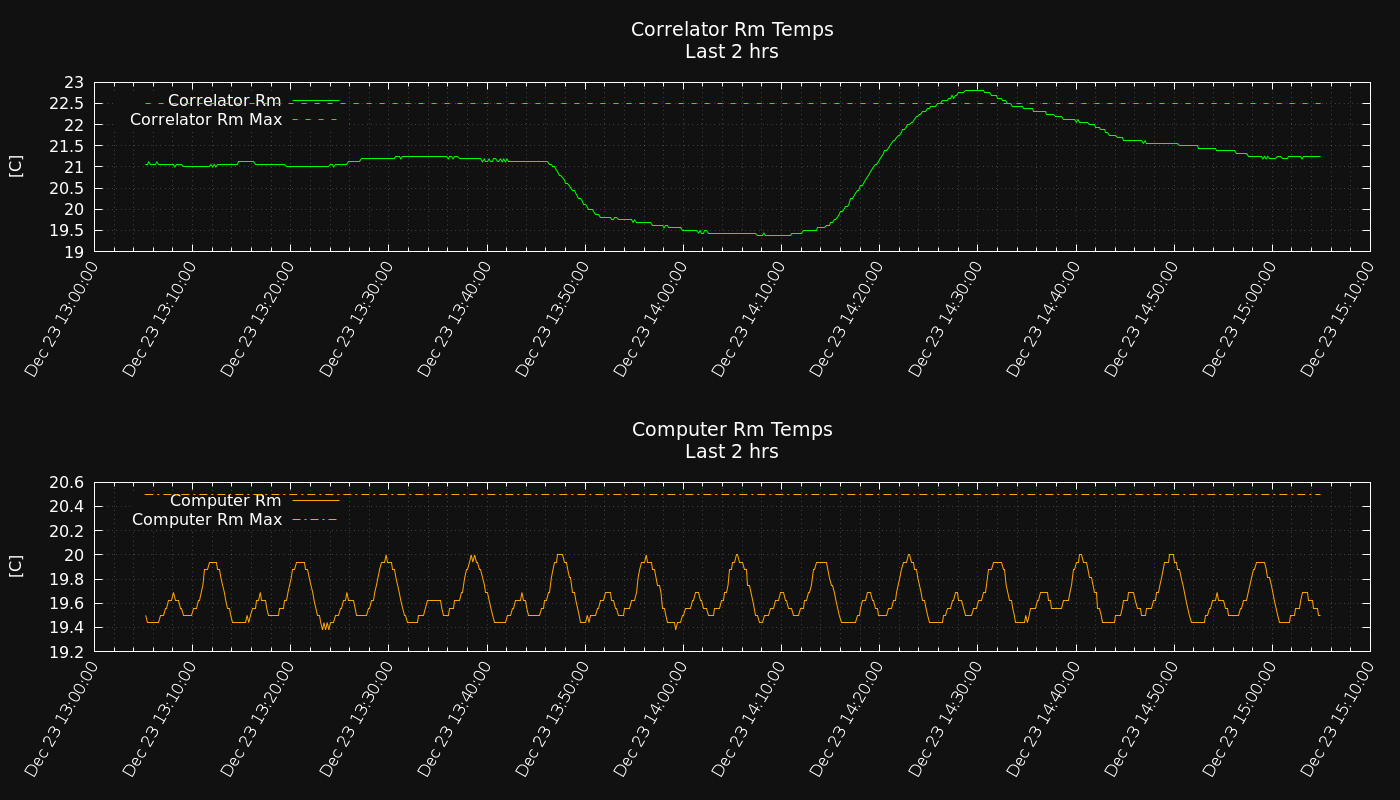 Correlator Rm Temps
Last 2 hrs
23
22.5
22
21.5
21
20.5
20
19.5
19
[C]
Correlator Rm
Correlator Rm Max
Dec 23 13:00:00
Dec 23 13:10:00
Dec 23 13:20:00
Dec 23 13:30:00
Dec 23 13:40:00
Dec 23 13:50:00
Dec 23 14:00:00
Dec 23 14:10:00
Dec 23 14:20:00
Dec 23 14:30:00
Dec 23 14:40:00
Dec 23 14:50:00
Dec 23 15:00:00
Dec 23 15:10:00
Computer Rm Temps
Last 2 hrs
20.6
20.4
20.2
20
19.8
19.6
19.4
19.2
[C]
Computer Rm
Computer Rm Max
Dec 23 13:00:00
Dec 23 13:10:00
Dec 23 13:20:00
Dec 23 13:30:00
Dec 23 13:40:00
Dec 23 13:50:00
Dec 23 14:00:00
Dec 23 14:10:00
Dec 23 14:20:00
Dec 23 14:30:00
Dec 23 14:40:00
Dec 23 14:50:00
Dec 23 15:00:00
Dec 23 15:10:00